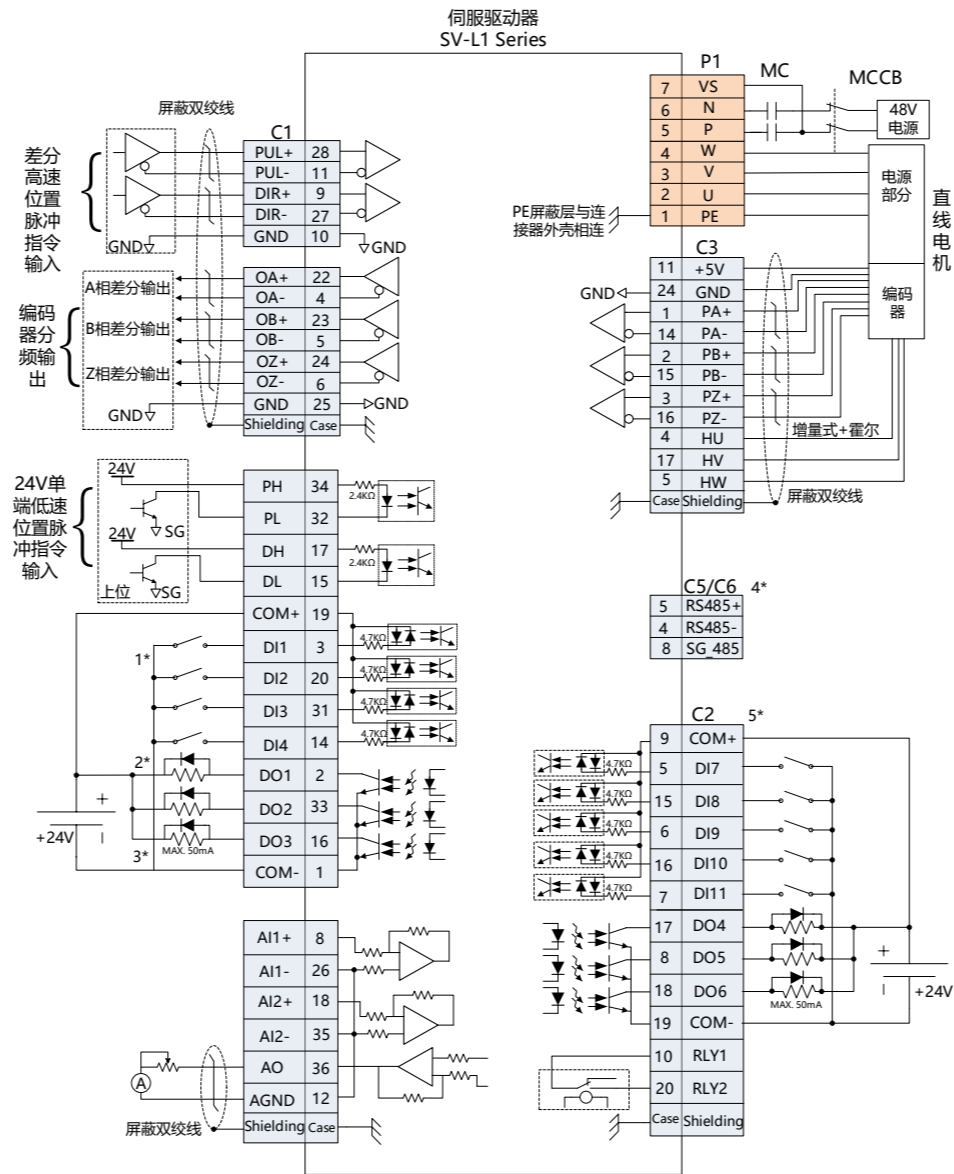 伺服驱动器
SV-L1 Series
屏蔽双绞线
C1
差分
高速
位置
脉冲
指令
输入
PUL+ 28
PUL- 11
DIR+ 9
DIR- 27
GND 10
GND
GND
编码
器分
频输
出
A相差分输出
B相差分输出
Z相差分输出
GND
OA+ 22
OA- 4
OB+ 23
OB- 5
OZ+ 24
OZ- 6
GND 25
GND
Shielding Case
24V单
端低速
位置脉
冲指令
输入
24V
SG
24V
SG
上位
PH 34
2.4KΩ
PL 32
DH 17
2.4KΩ
DL 15
COM+ 19
1*
DI1 3
4.7KΩ
DI2 20
4.7KΩ
DI3 31
4.7KΩ
DI4 14
4.7KΩ
2*
DO1 2
DO2 33
DO3 16
MAX. 50mA
COM- 1
3*
+
+24V
−
AI1+ 8
AI1- 26
AI2+ 18
AI2- 35
AO 36
AGND 12
A
屏蔽双绞线
Shielding Case
P1
MC
MCCB
7 VS
6 N
5 P
4 W
3 V
2 U
1 PE
48V
电源
电源
部分
直
线
电
机
PE屏蔽层与连
接器外壳相连
C3
11 +5V
24 GND
GND
1 PA+
14 PA-
2 PB+
15 PB-
3 PZ+
16 PZ-
4 HU
17 HV
5 HW
Case Shielding
编码
器
增量式+霍尔
屏蔽双绞线
C5/C6 4*
5 RS485+
4 RS485-
8 SG_485
C2 5*
9 COM+
4.7KΩ
5 DI7
4.7KΩ
15 DI8
4.7KΩ
6 DI9
4.7KΩ
16 DI10
4.7KΩ
7 DI11
17 DO4
8 DO5
18 DO6
MAX. 50mA
19 COM-
+
−
+24V
10 RLY1
20 RLY2
Case Shielding